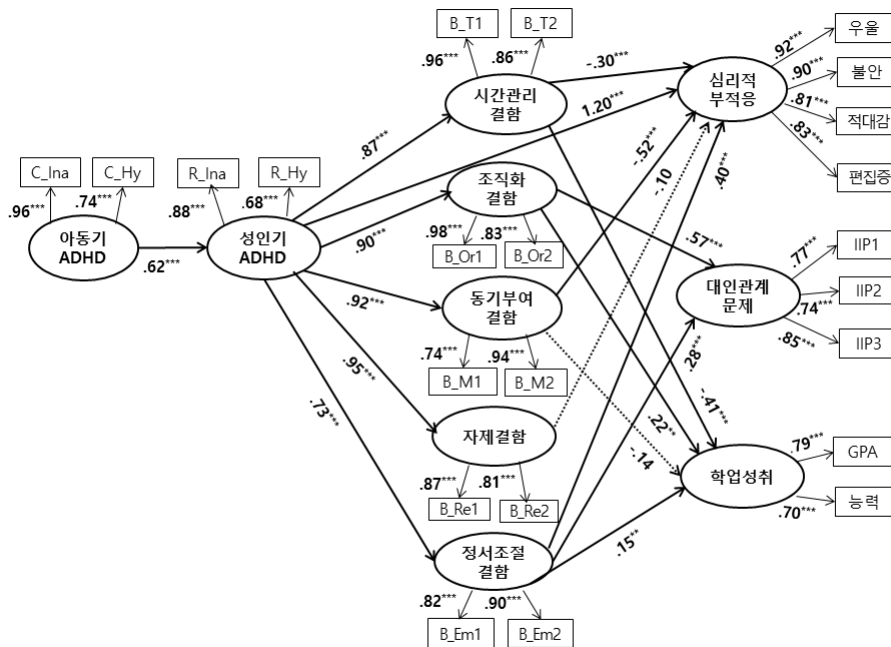 B_T1
B_T2
.96***
.86***
시간관리
결함
-.30***
1.20***
심리적
부적응
.92***
우울
.90***
불안
.81***
적대감
.83***
편집증
C_Ina
C_Hy
R_Ina
R_Hy
.96***
.74***
.88***
.68***
아동기
ADHD
.62***
성인기
ADHD
.87***
.90***
.92***
.95***
.73***
조직화
결함
.98***
.83***
B_Or1
B_Or2
-.52***
-.10
.40***
.57***
동기부여
결함
.74***
.94***
B_M1
B_M2
대인관계
문제
.77***
IIP1
.74***
IIP2
.85***
IIP3
.28***
-.41***
.22**
-.14
자제결함
.87***
.81***
B_Re1
B_Re2
학업성취
.79***
GPA
.70***
능력
.15**
정서조절
결함
.82***
.90***
B_Em1
B_Em2